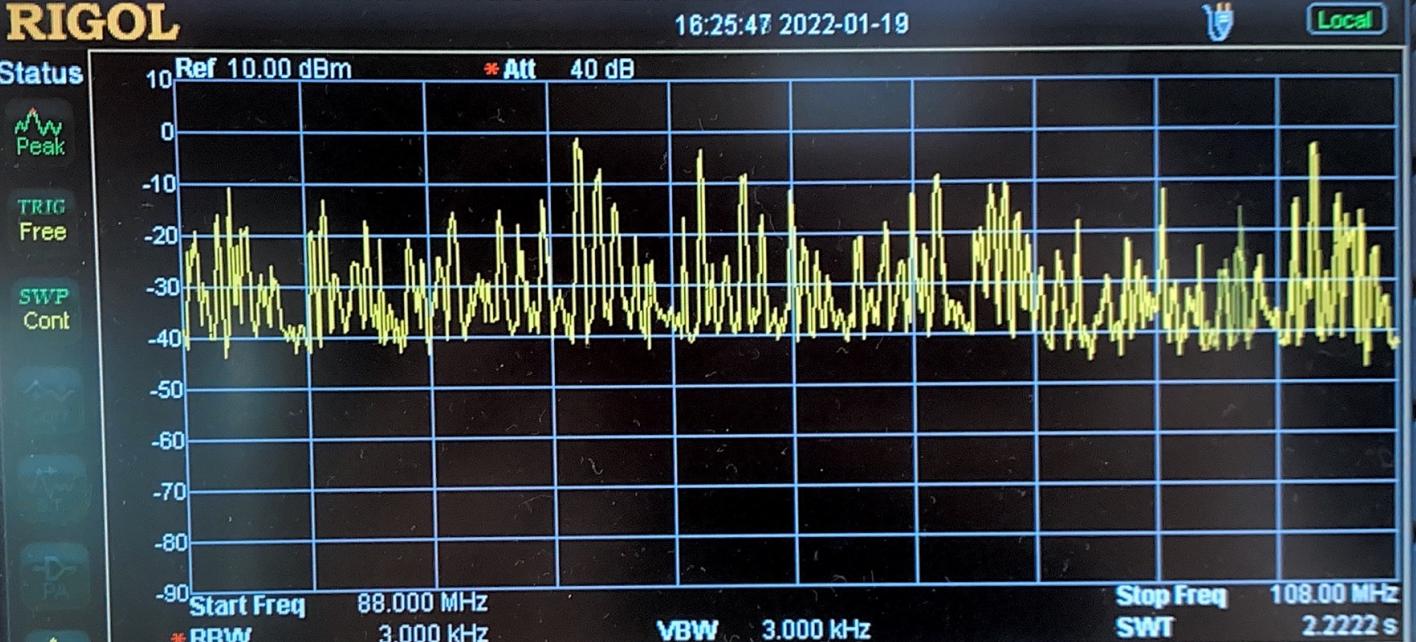 RIGOL 16:25:47 2022-01-19 Local
Status
Ref 10.00 dBm * Att 40 dB
10
0
-10
-20
-30
-40
-50
-60
-70
-80
-90
Peak
TRIG
Free
SWP
Cont
PA
Start Freq 88.000 MHz Stop Freq 108.00 MHz
* RBW 3.000 kHz VBW 3.000 kHz SWT 2.2222 s